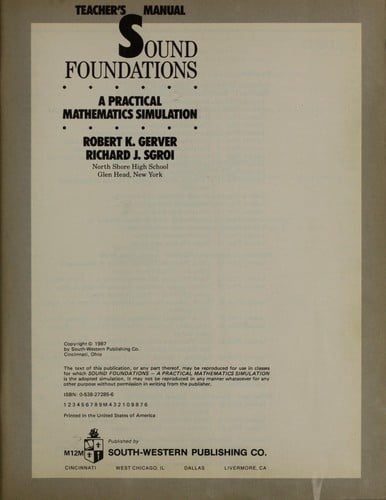 TEACHER'S MANUAL
SOUND
FOUNDATIONS
A PRACTICAL
MATHEMATICS SIMULATION
ROBERT K. GERVER
RICHARD J. SGROI
North Shore High School
Glen Head, New York
Copyright © 1987
by South-Western Publishing Co.
Cincinnati, Ohio
The text of this publication, or any part thereof, may be reproduced for use in classes
for which SOUND FOUNDATIONS — A PRACTICAL MATHEMATICS SIMULATION
is the adopted simulation. It may not be reproduced in any manner whatsoever for any
other purpose without permission in writing from the publisher.
ISBN: 0-538-27285-6
1 2 3 4 5 6 7 8 9 M 4 3 2 1 0 9 8 7 6
Printed in the United States of America
Published by
M12M SOUTH-WESTERN PUBLISHING CO.
CINCINNATI WEST CHICAGO, IL DALLAS LIVERMORE, CA